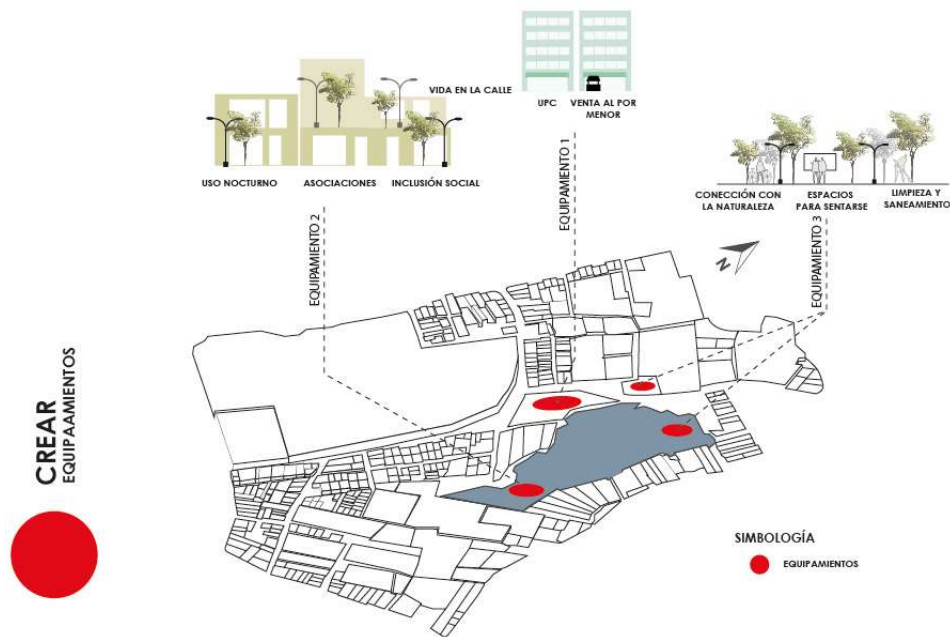 VIDA EN LA CALLE
USO NOCTURNO
ASOCIACIONES
INCLUSIÓN SOCIAL
UPC
VENTA AL POR
MENOR
CONECCIÓN CON
LA NATURALEZA
ESPACIOS
PARA SENTARSE
LIMPIEZA Y
SANEAMIENTO
EQUIPAMIENTO 2
EQUIPAMIENTO 1
EQUIPAMIENTO 3
N
CREAR
EQUIPAAMIENTOS
SIMBOLOGÍA
EQUIPAMIENTOS